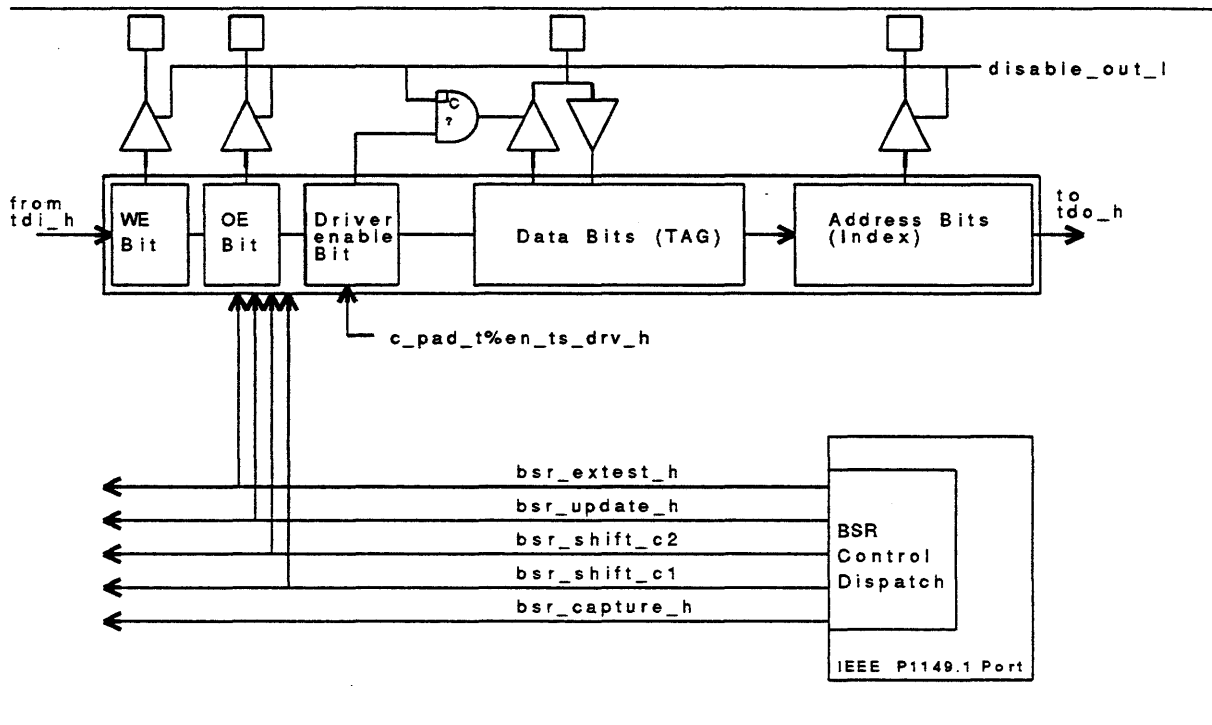 disable_out_l
C
?
from
tdi_h
WE
Bit
OE
Bit
Driver
enable
Bit
Data Bits (TAG)
Address Bits
(Index)
to
tdo_h
c_pad_t%en_ts_drv_h
bsr_extest_h
bsr_update_h
bsr_shift_c2
bsr_shift_c1
bsr_capture_h
BSR
Control
Dispatch
IEEE P1149.1 Port